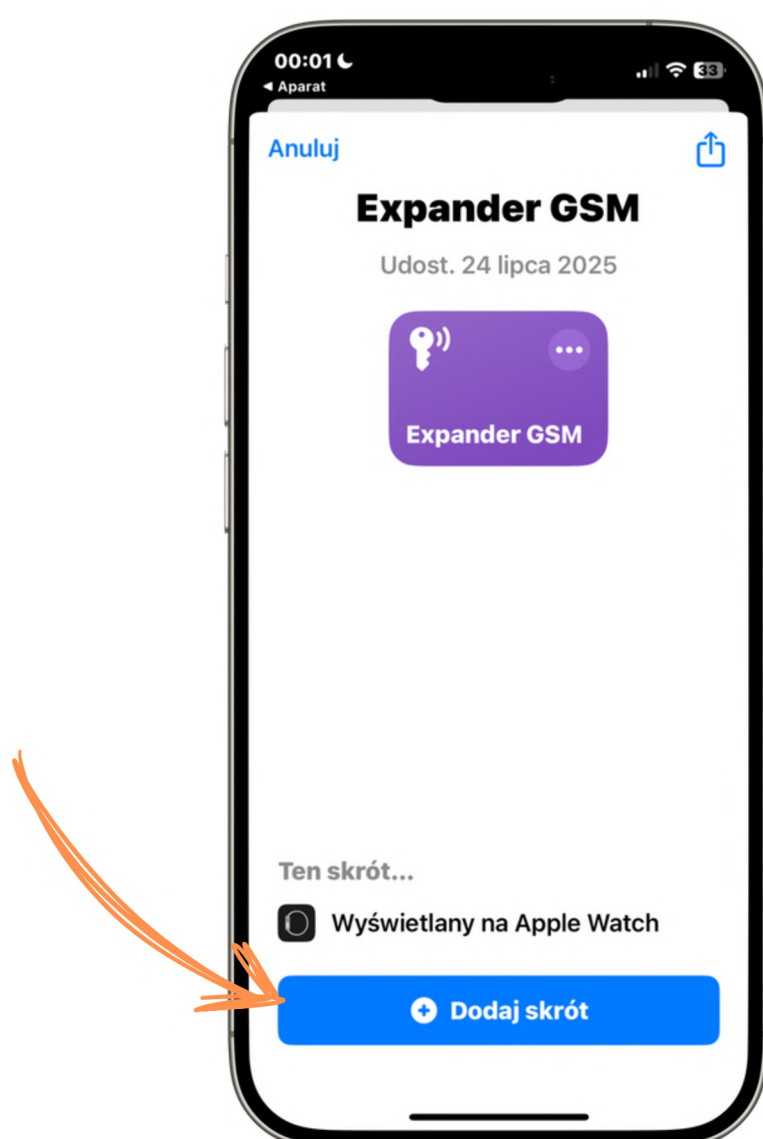 00:01
33
◀ Aparat
Anuluj
Expander GSM
Udost. 24 lipca 2025
Expander GSM
Ten skrót...
Wyświetlany na Apple Watch
Dodaj skrót